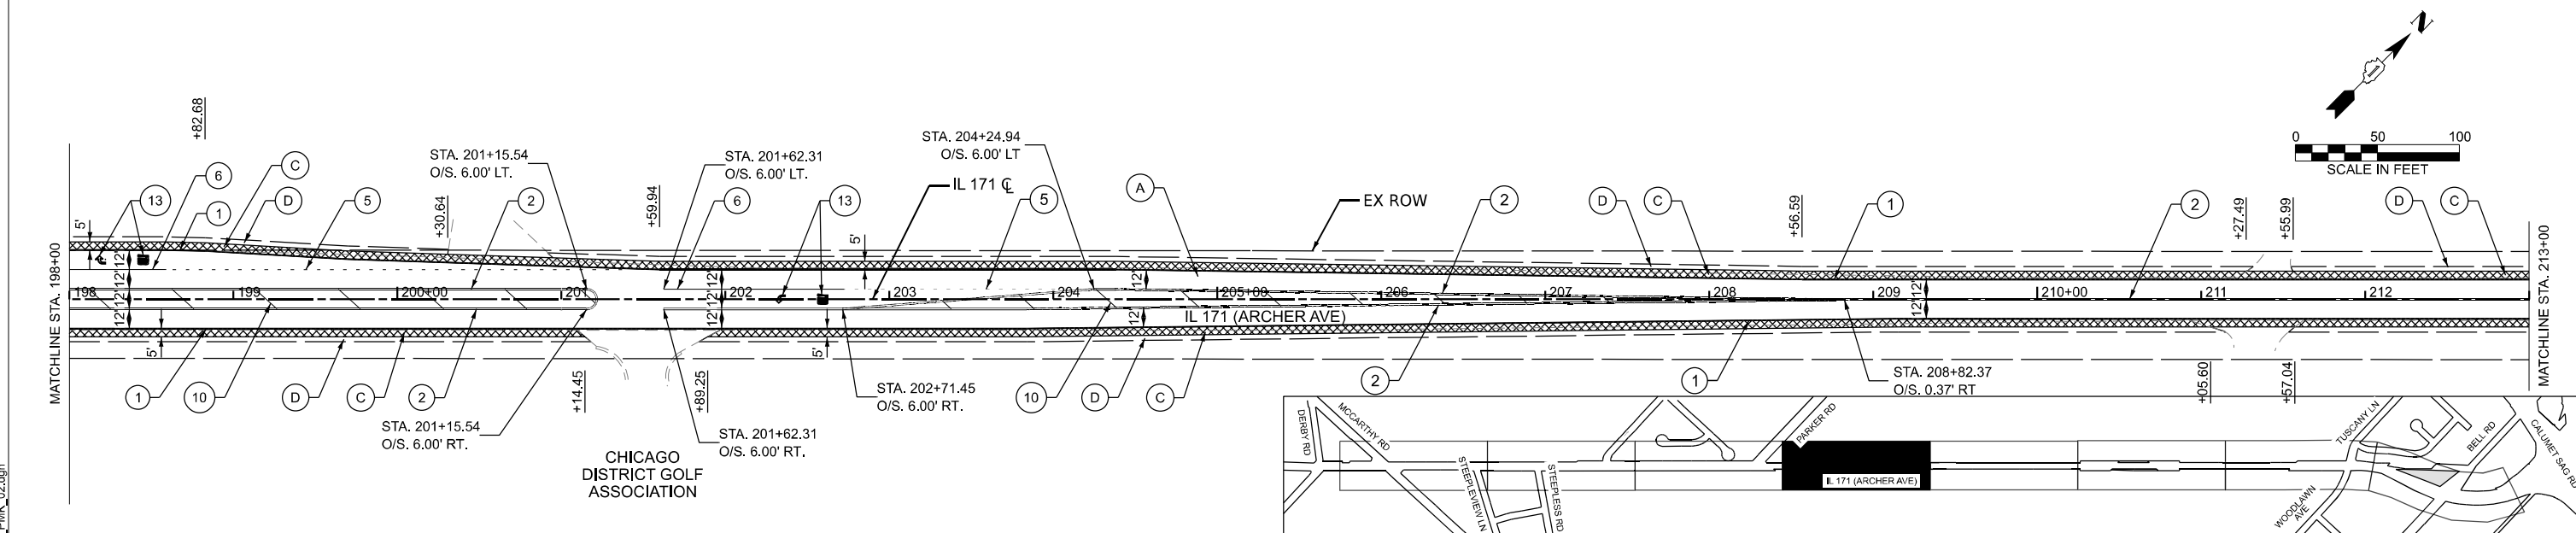 N
0 50 100
SCALE IN FEET
+82.68
C
6
13
1
D
5
STA. 201+15.54
O/S. 6.00' LT.
+30.64
2
+59.94
STA. 201+62.31
O/S. 6.00' LT.
6
13
IL 171 ℄
STA. 204+24.94
O/S. 6.00' LT
5
A
EX ROW
2
D
C
+56.59
1
2
+27.49
+55.99
D
C
MATCHLINE STA. 198+00
5'
12'
12'
12'
12'
5'
12'
12'
12'
12'
5'
5'
12'
12'
12'
12'
198 199 200+00 201 202 203 204 205+00 206 207 208 209 210+00 211 212
IL 171 (ARCHER AVE)
MATCHLINE STA. 213+00
1
10
D
C
2
STA. 201+15.54
O/S. 6.00' RT.
+14.45
+89.25
STA. 201+62.31
O/S. 6.00' RT.
STA. 202+71.45
O/S. 6.00' RT.
10
D
C
2
1
STA. 208+82.37
O/S. 0.37' RT
+05.60
+57.04
CHICAGO
DISTRICT GOLF
ASSOCIATION
DERBY RD
MCCARTHY RD
STEEPLEVIEW LN
STEEPLESS RD
PARKER RD
IL 171 (ARCHER AVE)
TUSCANY LN
BELL RD
CALUMET SAG RD
WOODLAWN
AVE